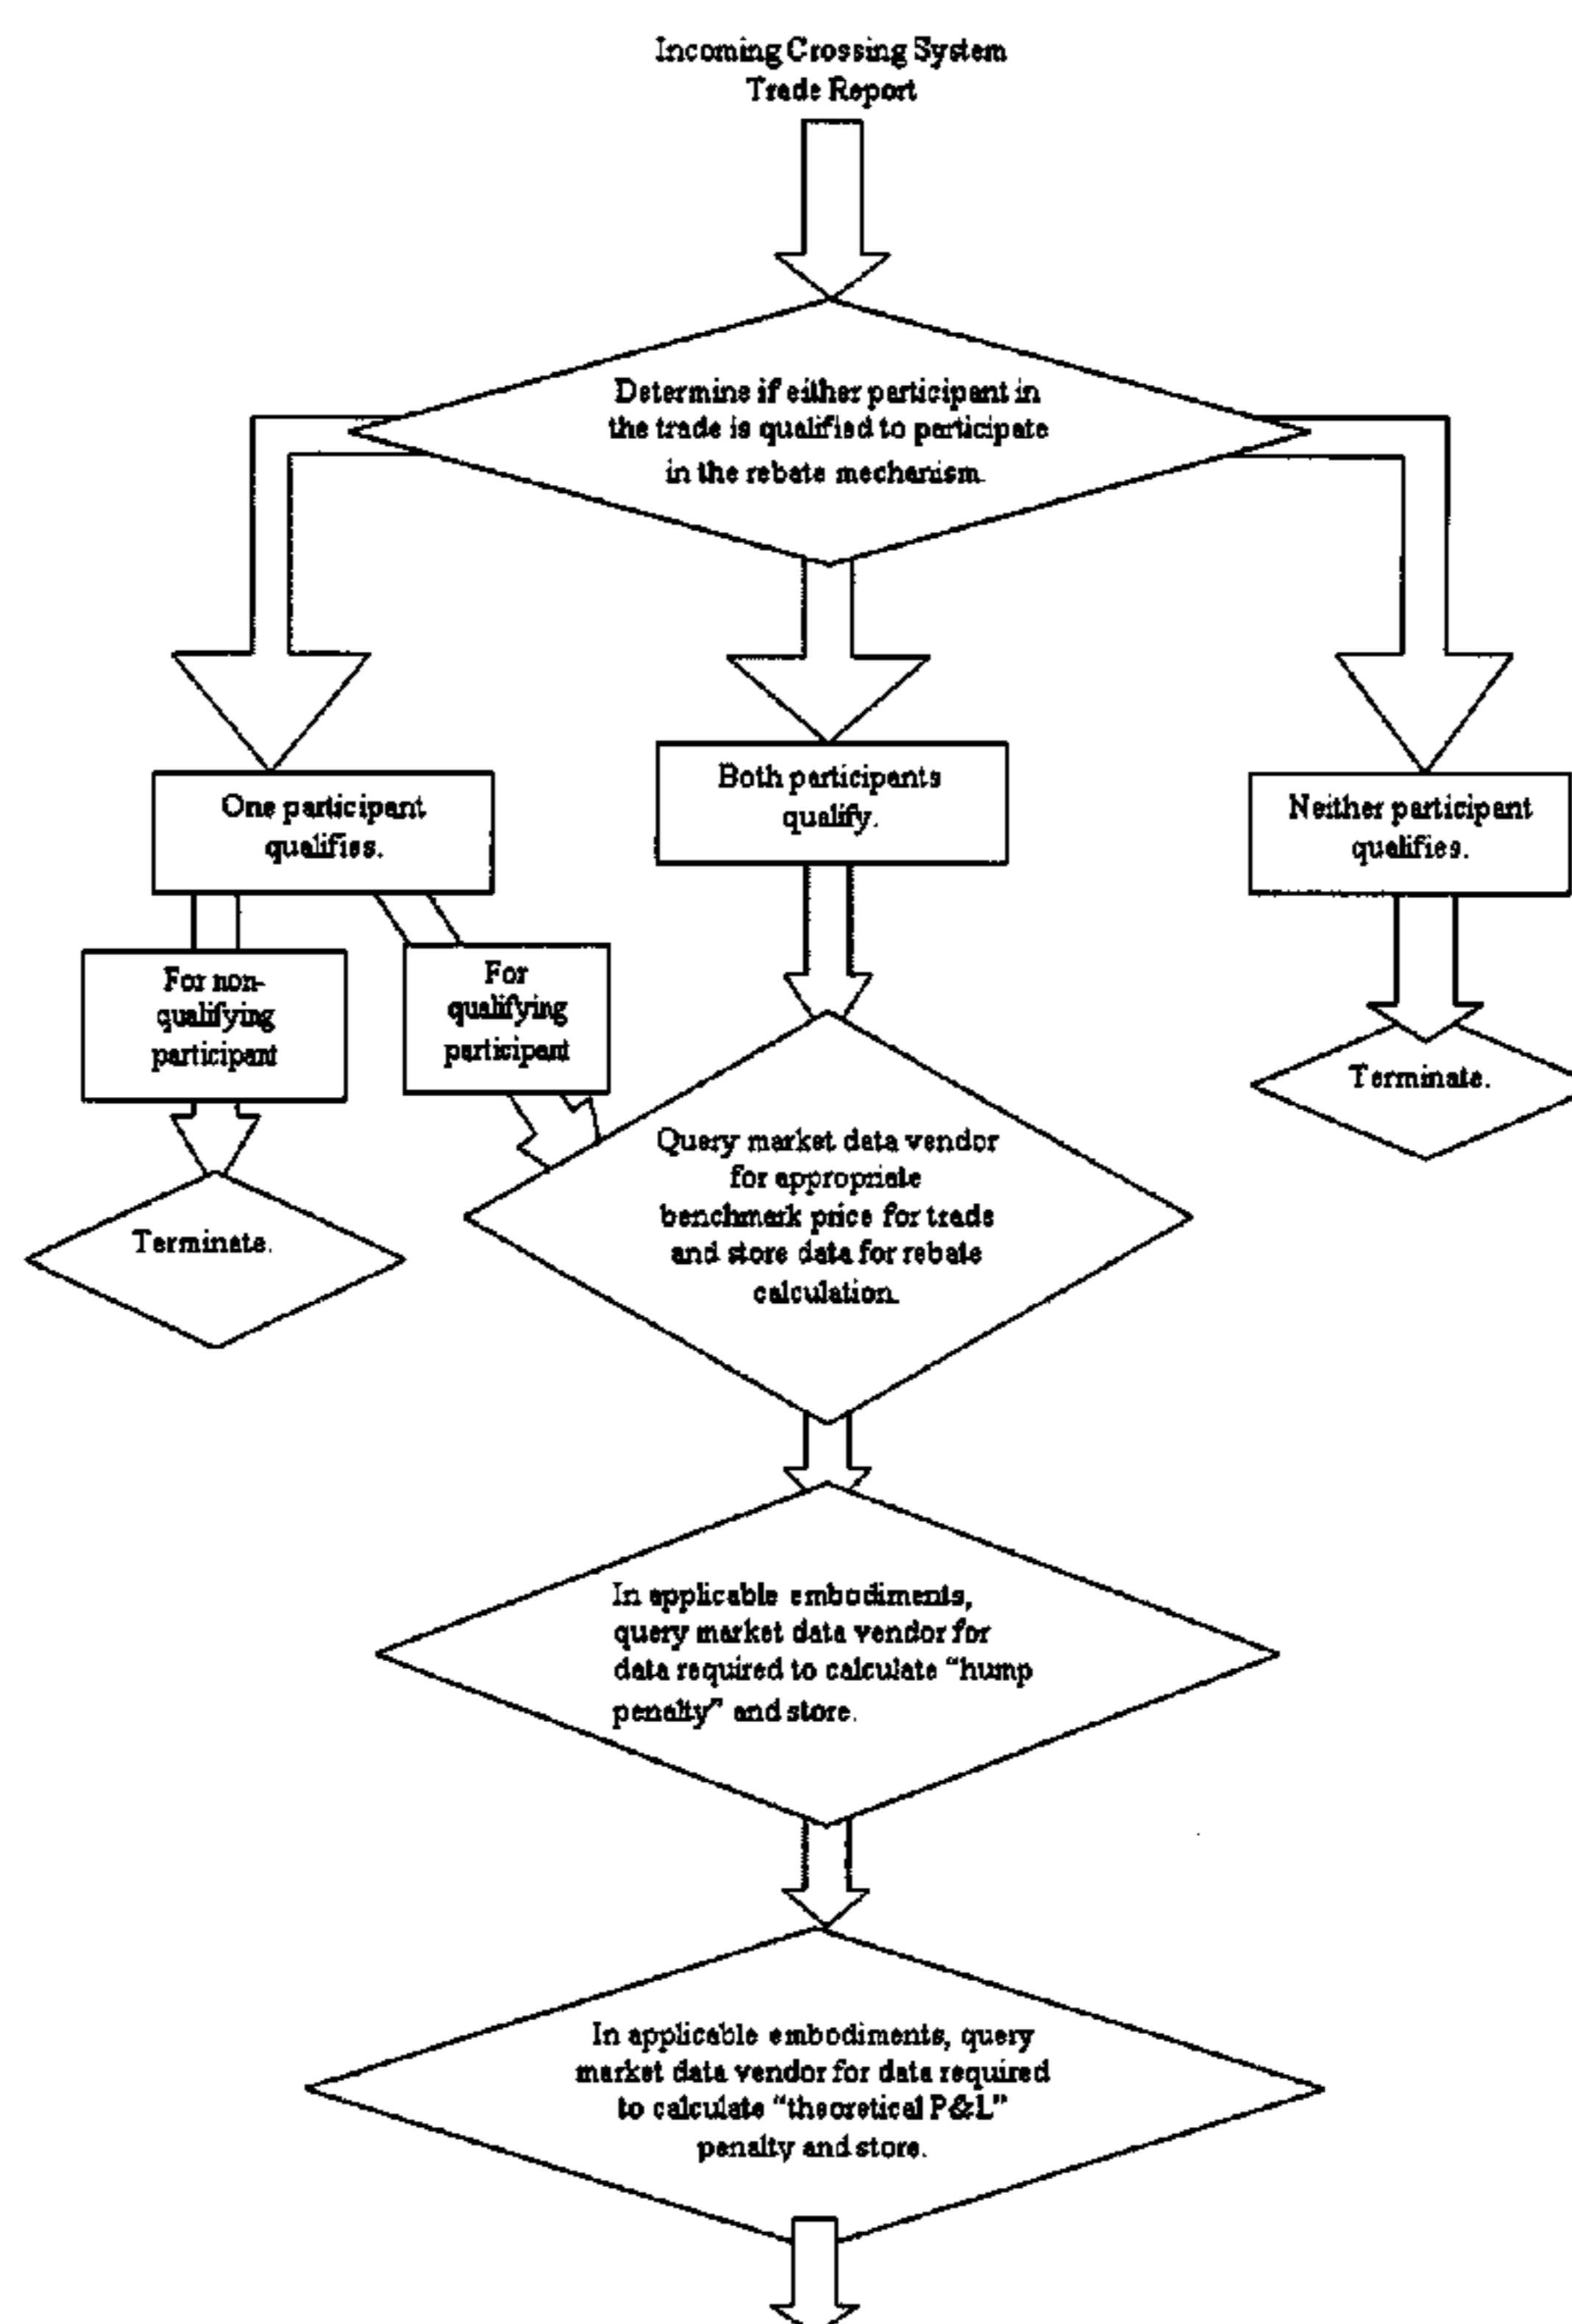 Incoming Crossing System
Trade Report
Determine if either participant in
the trade is qualified to participate
in the rebate mechanism.
One participant
qualifies.
Both participants
qualify.
Neither participant
qualifies.
For non-
qualifying
participant
For
qualifying
participant
Terminate.
Terminate.
Query market data vendor
for appropriate
benchmark price for trade
and store data for rebate
calculation.
In applicable embodiments,
query market data vendor for
data required to calculate “hump
penalty” and store.
In applicable embodiments, query
market data vendor for data required
to calculate “theoretical P&L”
penalty and store.